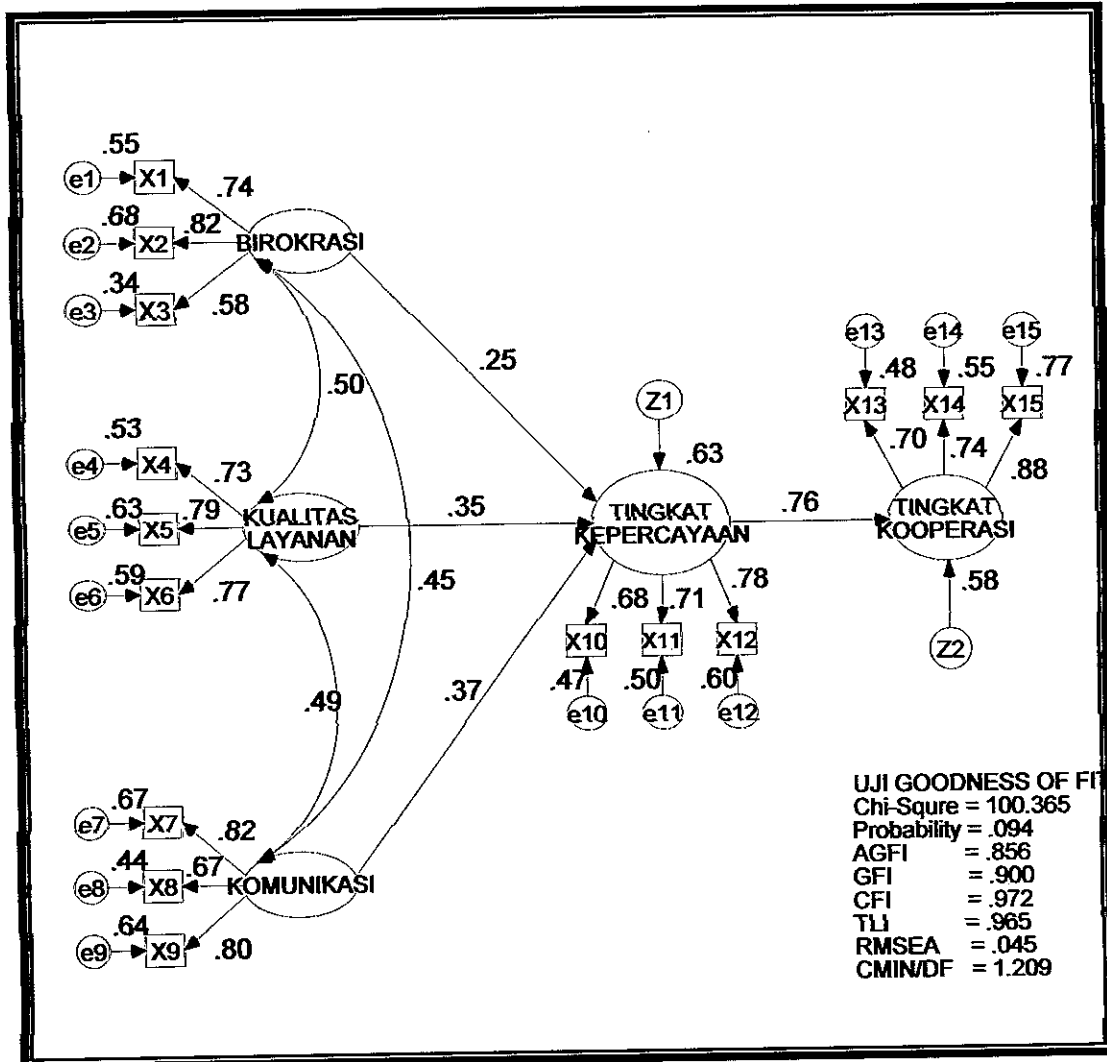 .55
e1 X1
.74
.68 .82
e2 X2
BIROKRASI
.34
e3 X3 .58
.50
.25
.53
e4 X4
.73
.63 .79
e5 X5
KUALITAS
LAYANAN
.59
e6 X6 .77
.35
.45
.49
.37
.67
e7 X7
.82
.44 .67
e8 X8
KOMUNIKASI
.64
e9 X9 .80
Z1
.63
TINGKAT
KEPERCAYAAN
.68 .71 .78
X10 X11 X12
.47 .50 .60
e10 e11 e12
.76
e13 e14 e15
.48 .55 .77
X13 X14 X15
.70 .74 .88
TINGKAT
KOOPERASI
.58
Z2
UJI GOODNESS OF FIT
Chi-Squre = 100.365
Probability = .094
AGFI = .856
GFI = .900
CFI = .972
TLI = .965
RMSEA = .045
CMIN/DF = 1.209